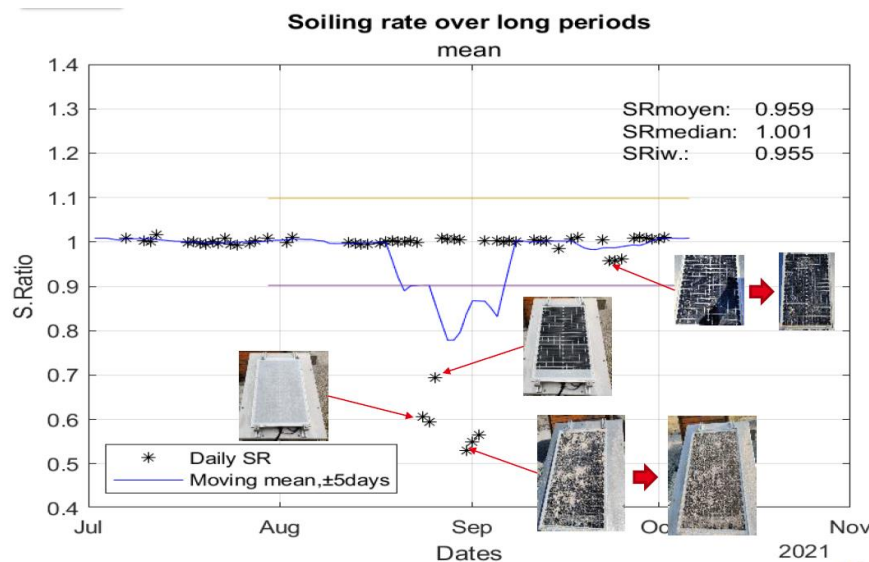 Soiling rate over long periods
mean
1.4
1.3
1.2
1.1
1
0.9
0.8
0.7
0.6
0.5
0.4
S.Ratio
SRmoyen: 0.959
SRmedian: 1.001
SRiw.: 0.955
Daily SR
Moving mean,±5days
Jul
Aug
Sep
Nov
Dates
2021